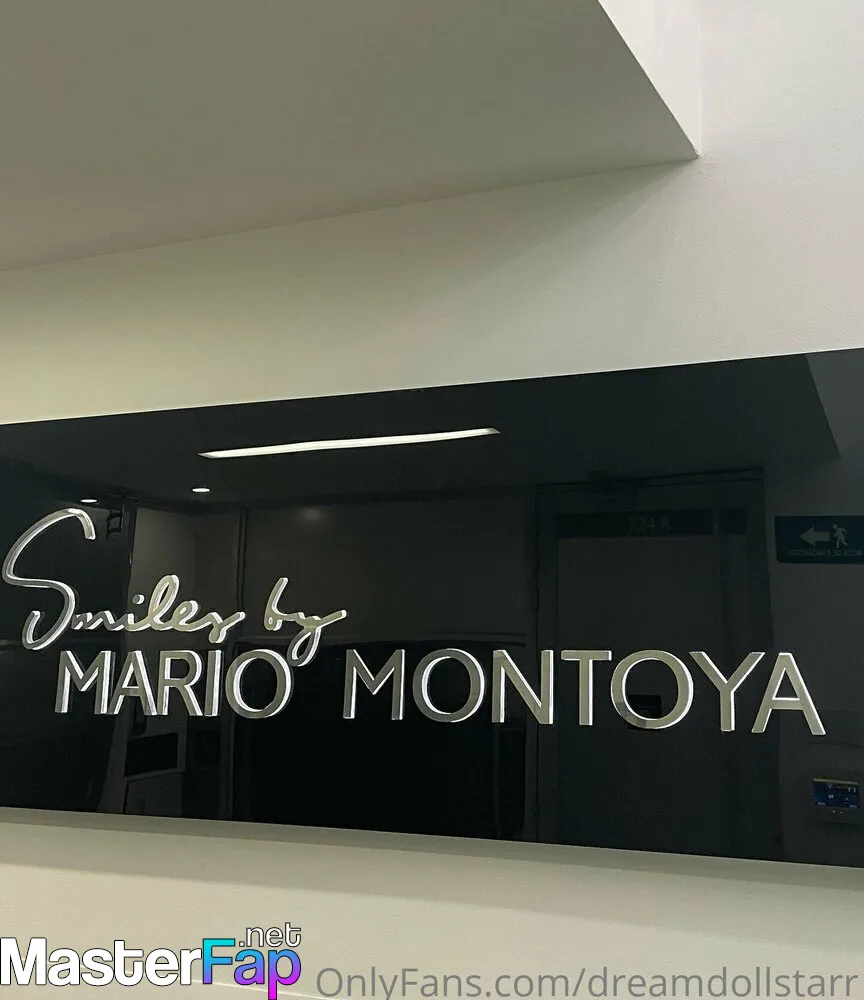 724 A
Smiles by
MARIO MONTOYA
MasterFap.net
OnlyFans.com/dreamdollstarr